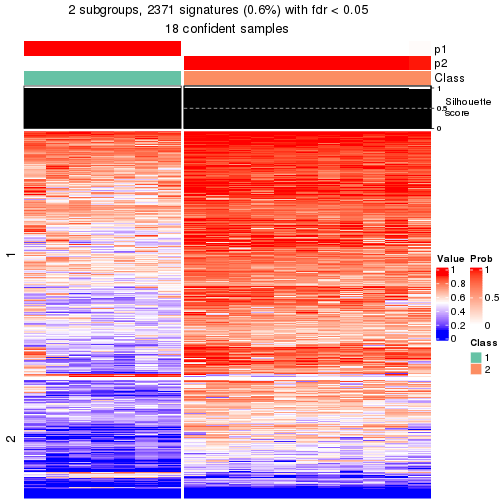 2 subgroups, 2371 signatures (0.6%) with fdr < 0.05
18 confident samples
p1
p2
Class
1
0.5
0
Silhouette
score
1
2
Value
1
0.8
0.6
0.4
0.2
0
Prob
1
0.5
0
Class
1
2